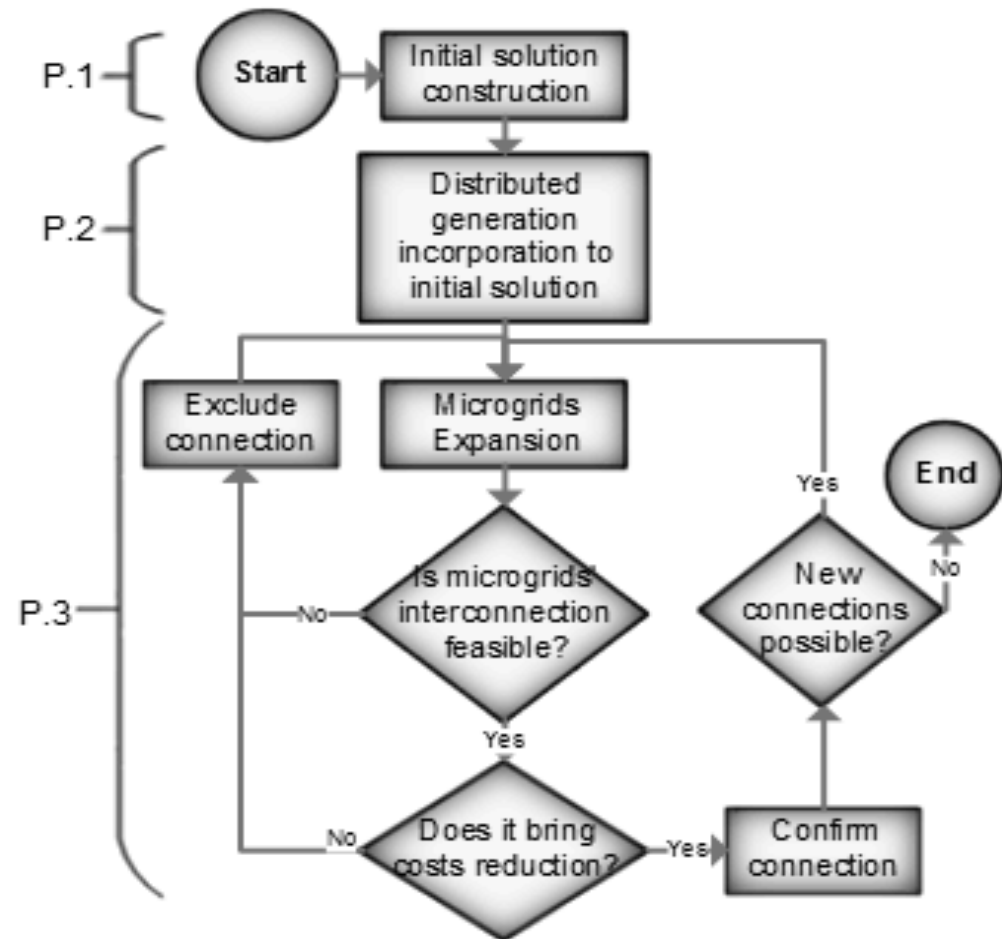 P.1
Start
Initial solution
construction
P.2
Distributed
generation
incorporation to
initial solution
P.3
Exclude
connection
Microgrids
Expansion
Yes
End
No
Is microgrids'
interconnection
feasible?
No
New
connections
possible?
Yes
No
Does it bring
costs reduction?
Yes
Confirm
connection